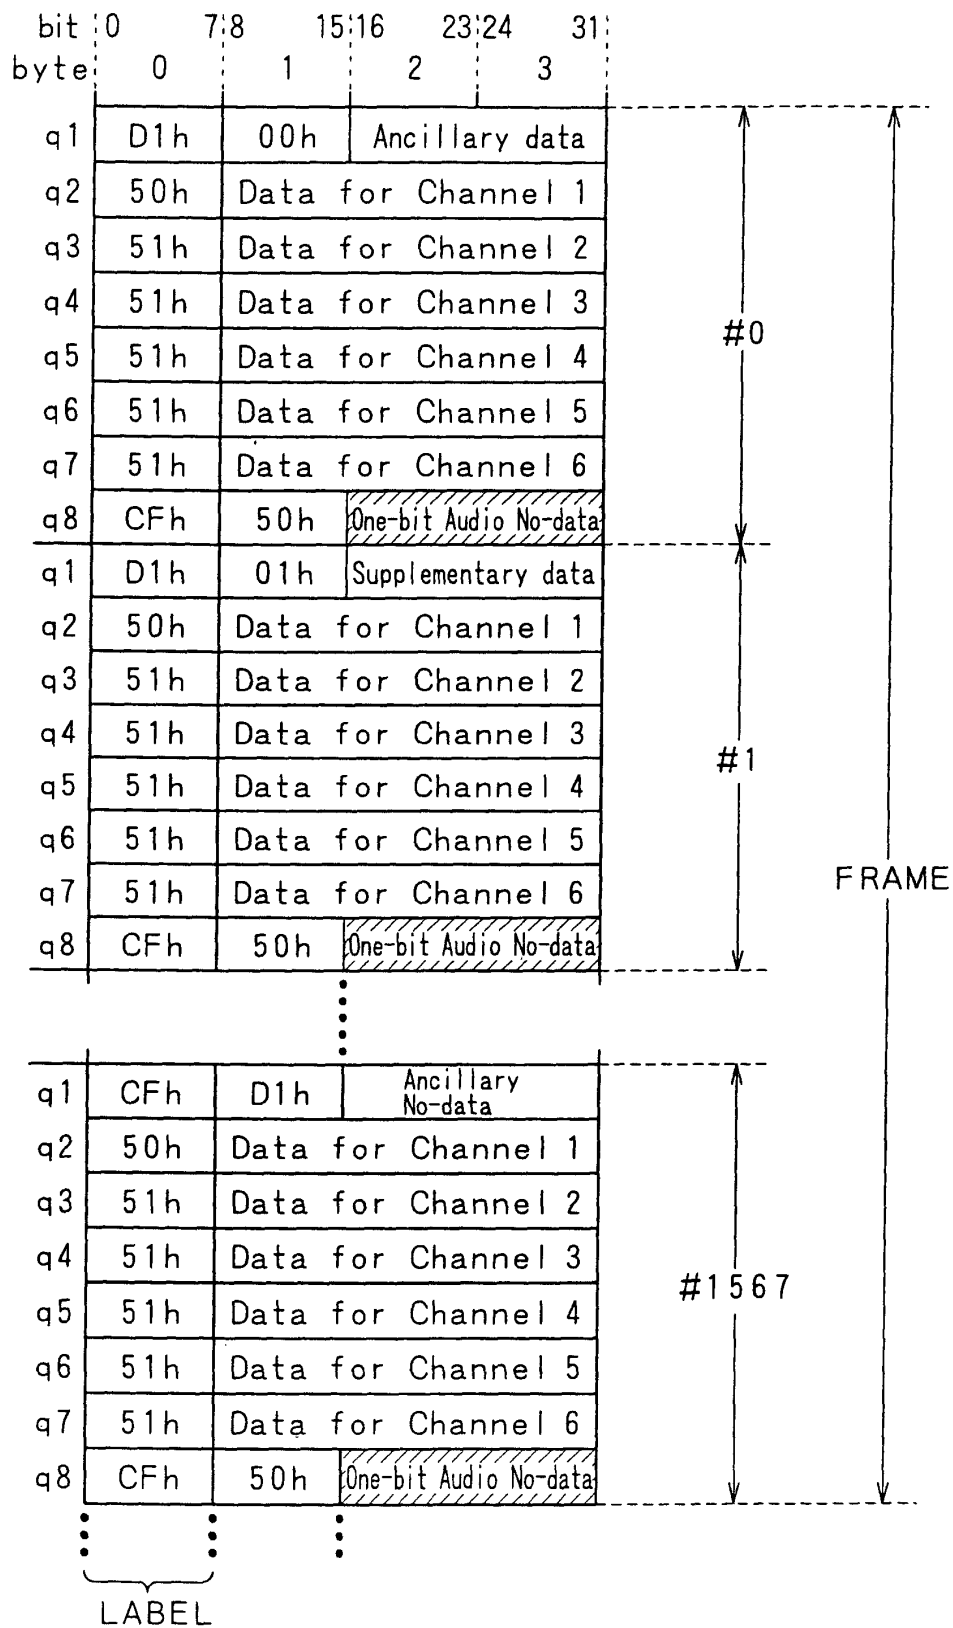 bit 0 7 8 15 16 23 24 31
byte 0 1 2 3
q1 D1h 00h Ancillary data
q2 50h Data for Channel 1
q3 51h Data for Channel 2
q4 51h Data for Channel 3
#0
q5 51h Data for Channel 4
q6 51h Data for Channel 5
q7 51h Data for Channel 6
q8 CFh 50h One-bit Audio No-data
q1 D1h 01h Supplementary data
q2 50h Data for Channel 1
q3 51h Data for Channel 2
q4 51h Data for Channel 3
#1
q5 51h Data for Channel 4
q6 51h Data for Channel 5
q7 51h Data for Channel 6
FRAME
q8 CFh 50h One-bit Audio No-data
q1 CFh D1h Ancillary
No-data
q2 50h Data for Channel 1
q3 51h Data for Channel 2
q4 51h Data for Channel 3
#1567
q5 51h Data for Channel 4
q6 51h Data for Channel 5
q7 51h Data for Channel 6
q8 CFh 50h One-bit Audio No-data
LABEL